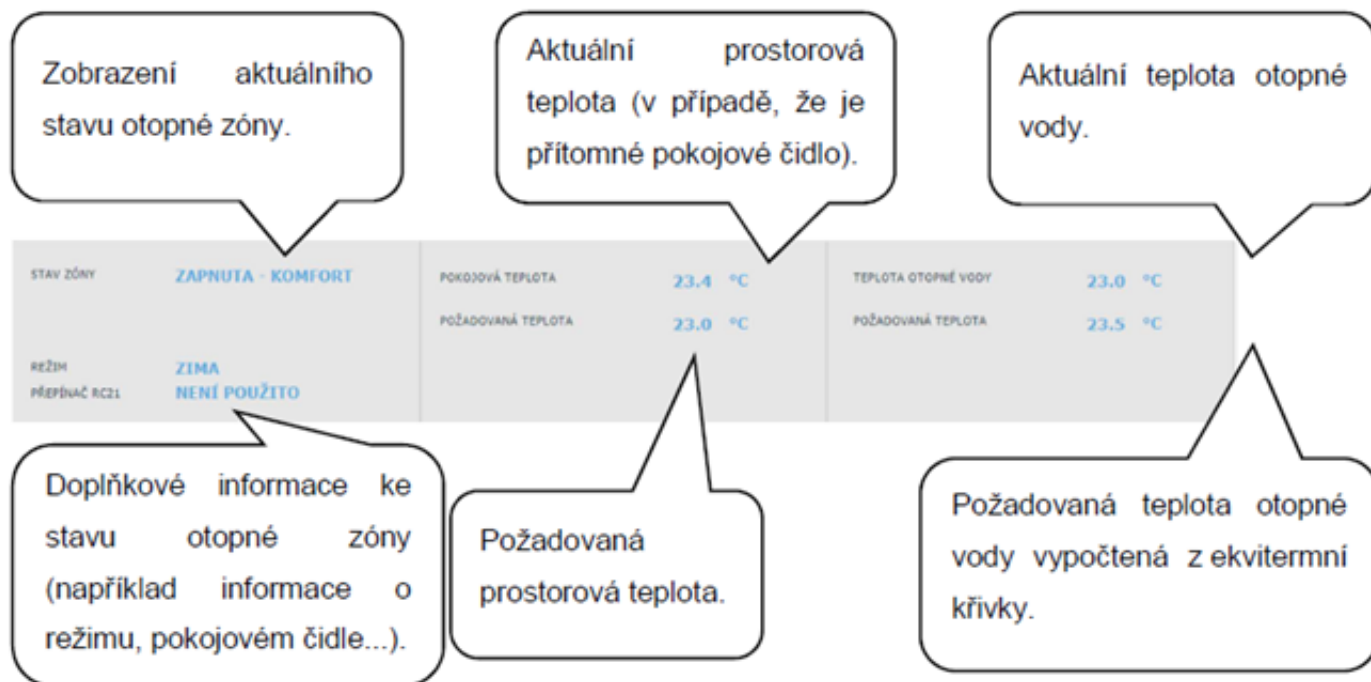 Zobrazení aktuálního
stavu otopné zóny.
Aktuální prostorová
teplota (v případě, že je
přítomné pokojové čidlo).
Aktuální teplota otopné
vody.
STAV ZÓNY ZAPNUTA - KOMFORT
POKOJOVÁ TEPLOTA 23.4 °C
TEPLOTA OTOPNÉ VODY 23.0 °C
POŽADOVANÁ TEPLOTA 23.0 °C
POŽADOVANÁ TEPLOTA 23.5 °C
REŽIM ZIMA
PŘEPÍNAČ RC21 NENÍ POUŽITO
Doplňkové informace ke
stavu otopné zóny
(například informace o
režimu, pokojovém čidle...).
Požadovaná
prostorová teplota.
Požadovaná teplota otopné
vody vypočtená z ekvitermní
křivky.